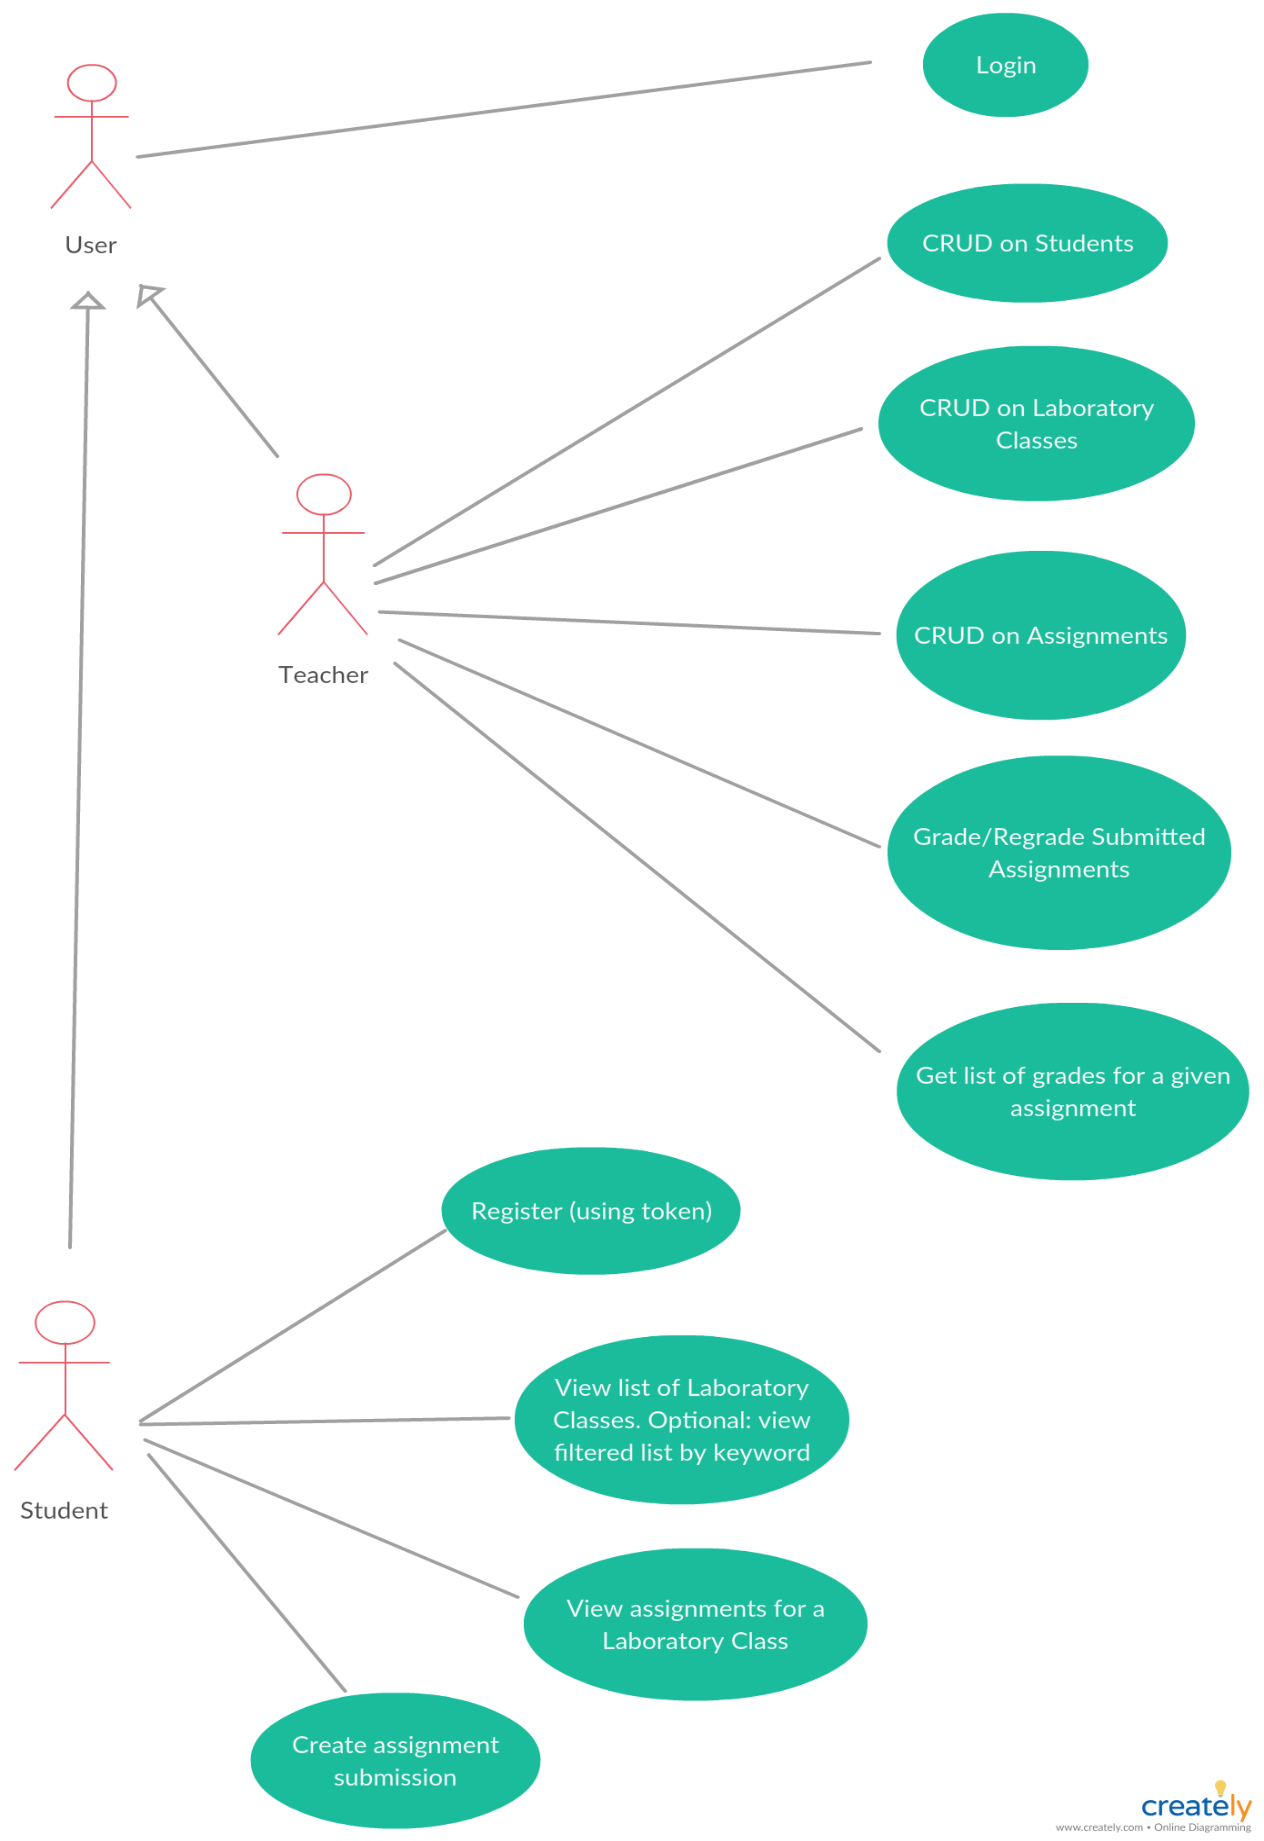 Login
User
CRUD on Students
CRUD on Laboratory
Classes
CRUD on Assignments
Teacher
Grade/Regrade Submitted
Assignments
Get list of grades for a given
assignment
Register (using token)
View list of Laboratory
Classes. Optional: view
filtered list by keyword
Student
View assignments for a
Laboratory Class
Create assignment
submission
creately
www.creately.com • Online Diagramming